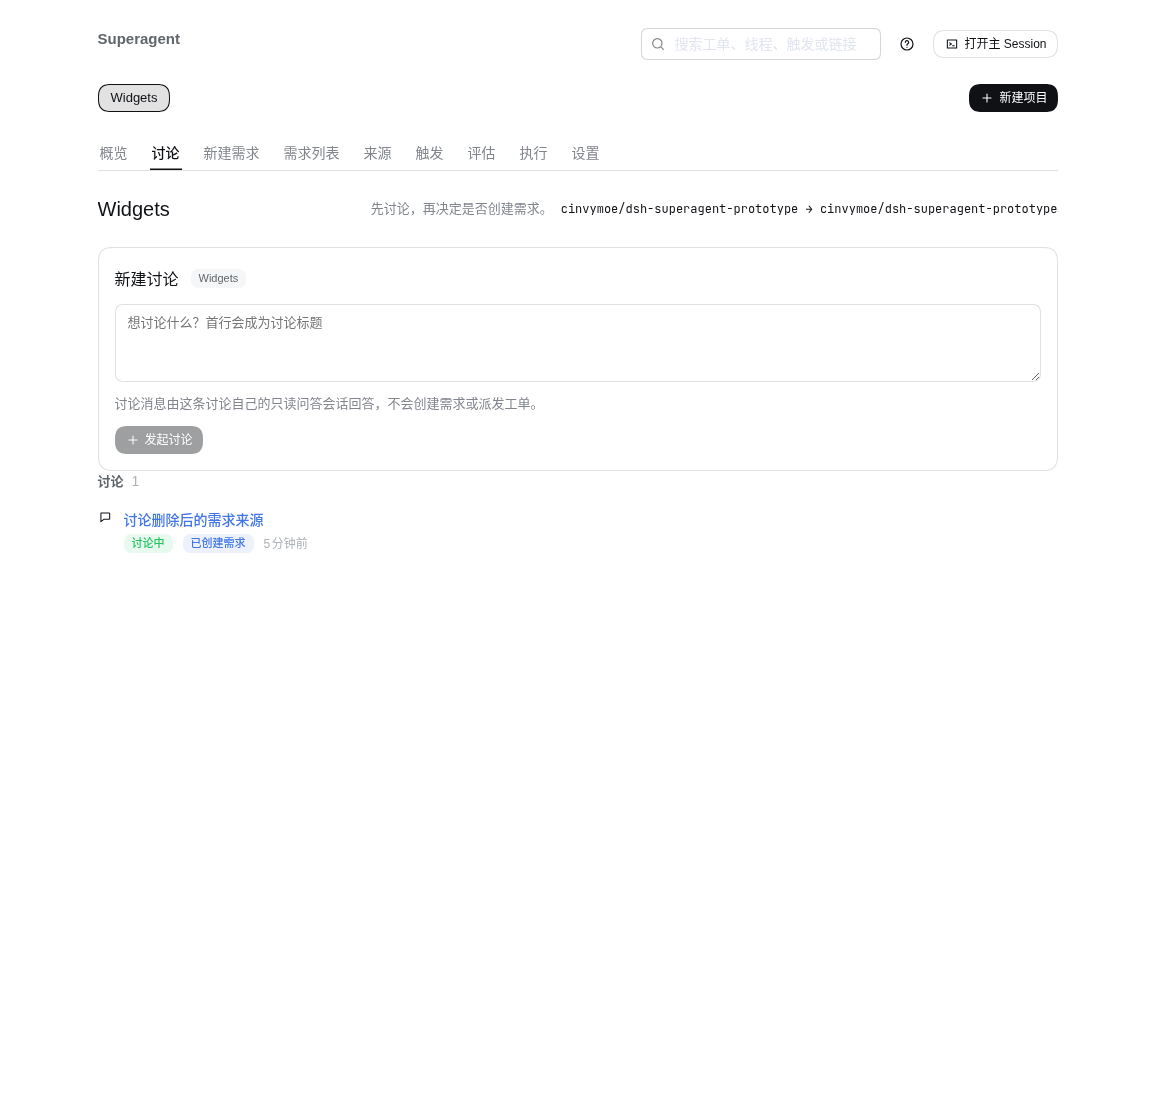 Superagent
搜索工单、线程、触发或链接
打开主 Session
Widgets
新建项目
概览 讨论 新建需求 需求列表 来源 触发 评估 执行 设置
Widgets
先讨论，再决定是否创建需求。 cinvymoe/dsh-superagent-prototype → cinvymoe/dsh-superagent-prototype
新建讨论 Widgets
想讨论什么？首行会成为讨论标题
讨论消息由这条讨论自己的只读问答会话回答，不会创建需求或派发工单。
发起讨论
讨论 1
讨论删除后的需求来源
讨论中 已创建需求 5 分钟前